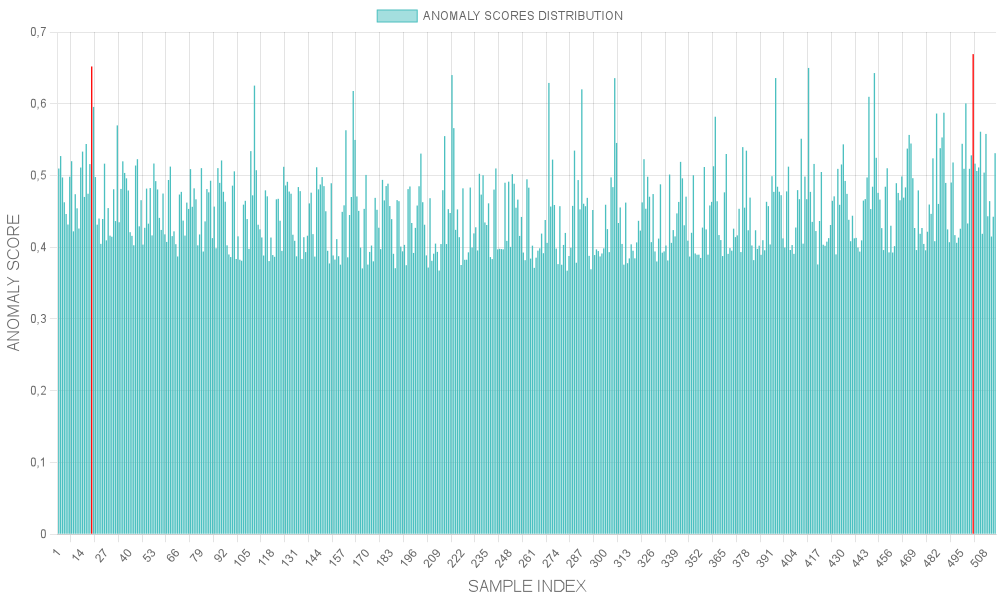 ANOMALY SCORES DISTRIBUTION
0,7
0,6
0,5
0,4
0,3
0,2
0,1
0
ANOMALY SCORE
1 14 27 40 53 66 79 92 105 118 131 144 157 170 183 196 209 222 235 248 261 274 287 300 313 326 339 352 365 378 391 404 417 430 443 456 469 482 495 508
SAMPLE INDEX